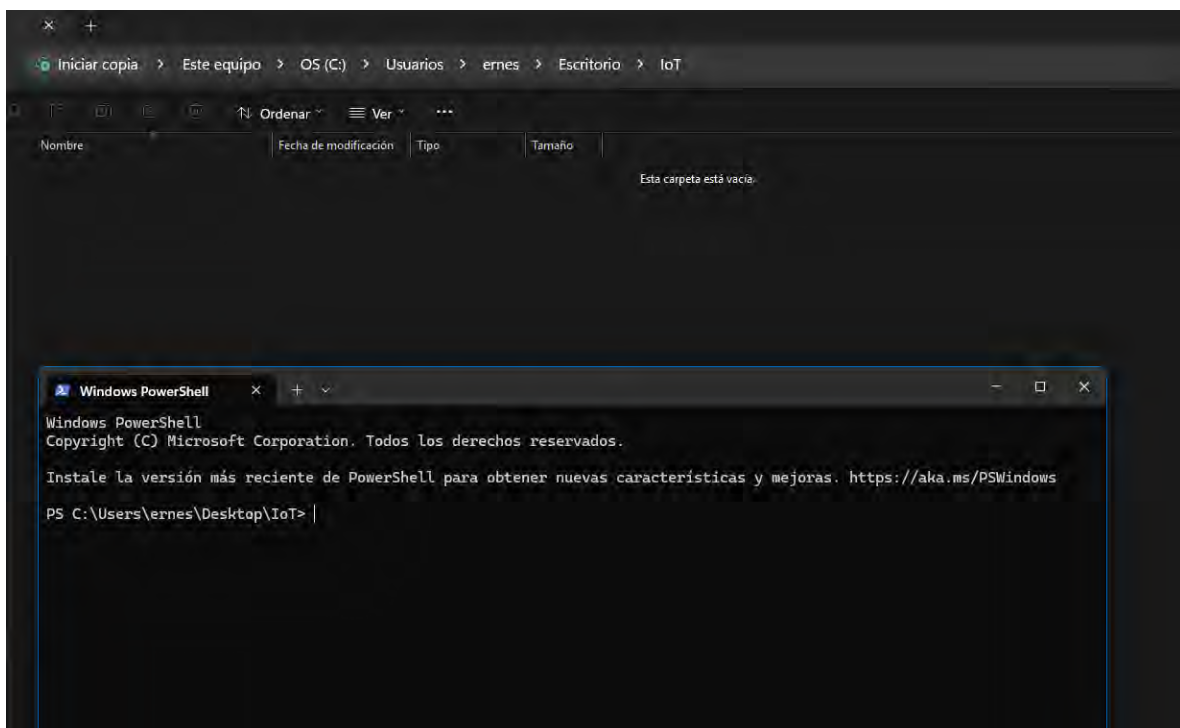 Iniciar copia > Este equipo > OS (C:) > Usuarios > ernes > Escritorio > IoT
Ordenar Ver ...
Nombre Fecha de modificación Tipo Tamaño
Esta carpeta está vacía.
Windows PowerShell
Windows PowerShell
Copyright (C) Microsoft Corporation. Todos los derechos reservados.
Instale la versión más reciente de PowerShell para obtener nuevas características y mejoras. https://aka.ms/PSWindows
PS C:\Users\ernes\Desktop\IoT>